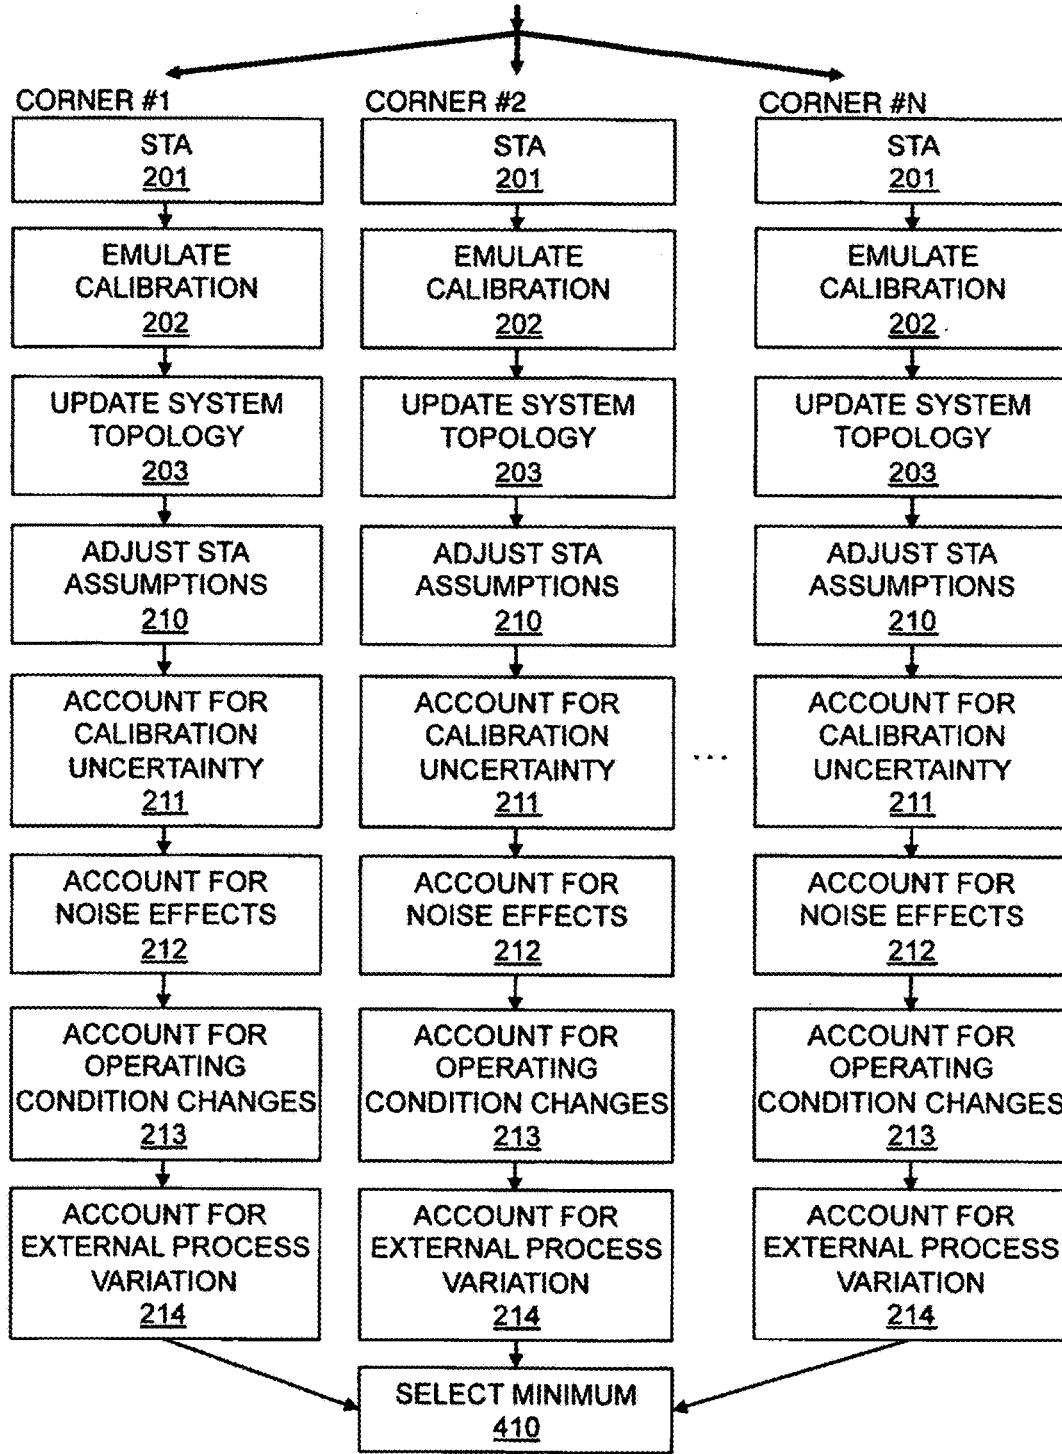 CORNER #1
STA
201
EMULATE
CALIBRATION
202
UPDATE SYSTEM
TOPOLOGY
203
ADJUST STA
ASSUMPTIONS
210
ACCOUNT FOR
CALIBRATION
UNCERTAINTY
211
ACCOUNT FOR
NOISE EFFECTS
212
ACCOUNT FOR
OPERATING
CONDITION CHANGES
213
ACCOUNT FOR
EXTERNAL PROCESS
VARIATION
214
CORNER #2
STA
201
EMULATE
CALIBRATION
202
UPDATE SYSTEM
TOPOLOGY
203
ADJUST STA
ASSUMPTIONS
210
ACCOUNT FOR
CALIBRATION
UNCERTAINTY
211
ACCOUNT FOR
NOISE EFFECTS
212
ACCOUNT FOR
OPERATING
CONDITION CHANGES
213
ACCOUNT FOR
EXTERNAL PROCESS
VARIATION
214
...
CORNER #N
STA
201
EMULATE
CALIBRATION
202
UPDATE SYSTEM
TOPOLOGY
203
ADJUST STA
ASSUMPTIONS
210
ACCOUNT FOR
CALIBRATION
UNCERTAINTY
211
ACCOUNT FOR
NOISE EFFECTS
212
ACCOUNT FOR
OPERATING
CONDITION CHANGES
213
ACCOUNT FOR
EXTERNAL PROCESS
VARIATION
214
SELECT MINIMUM
410